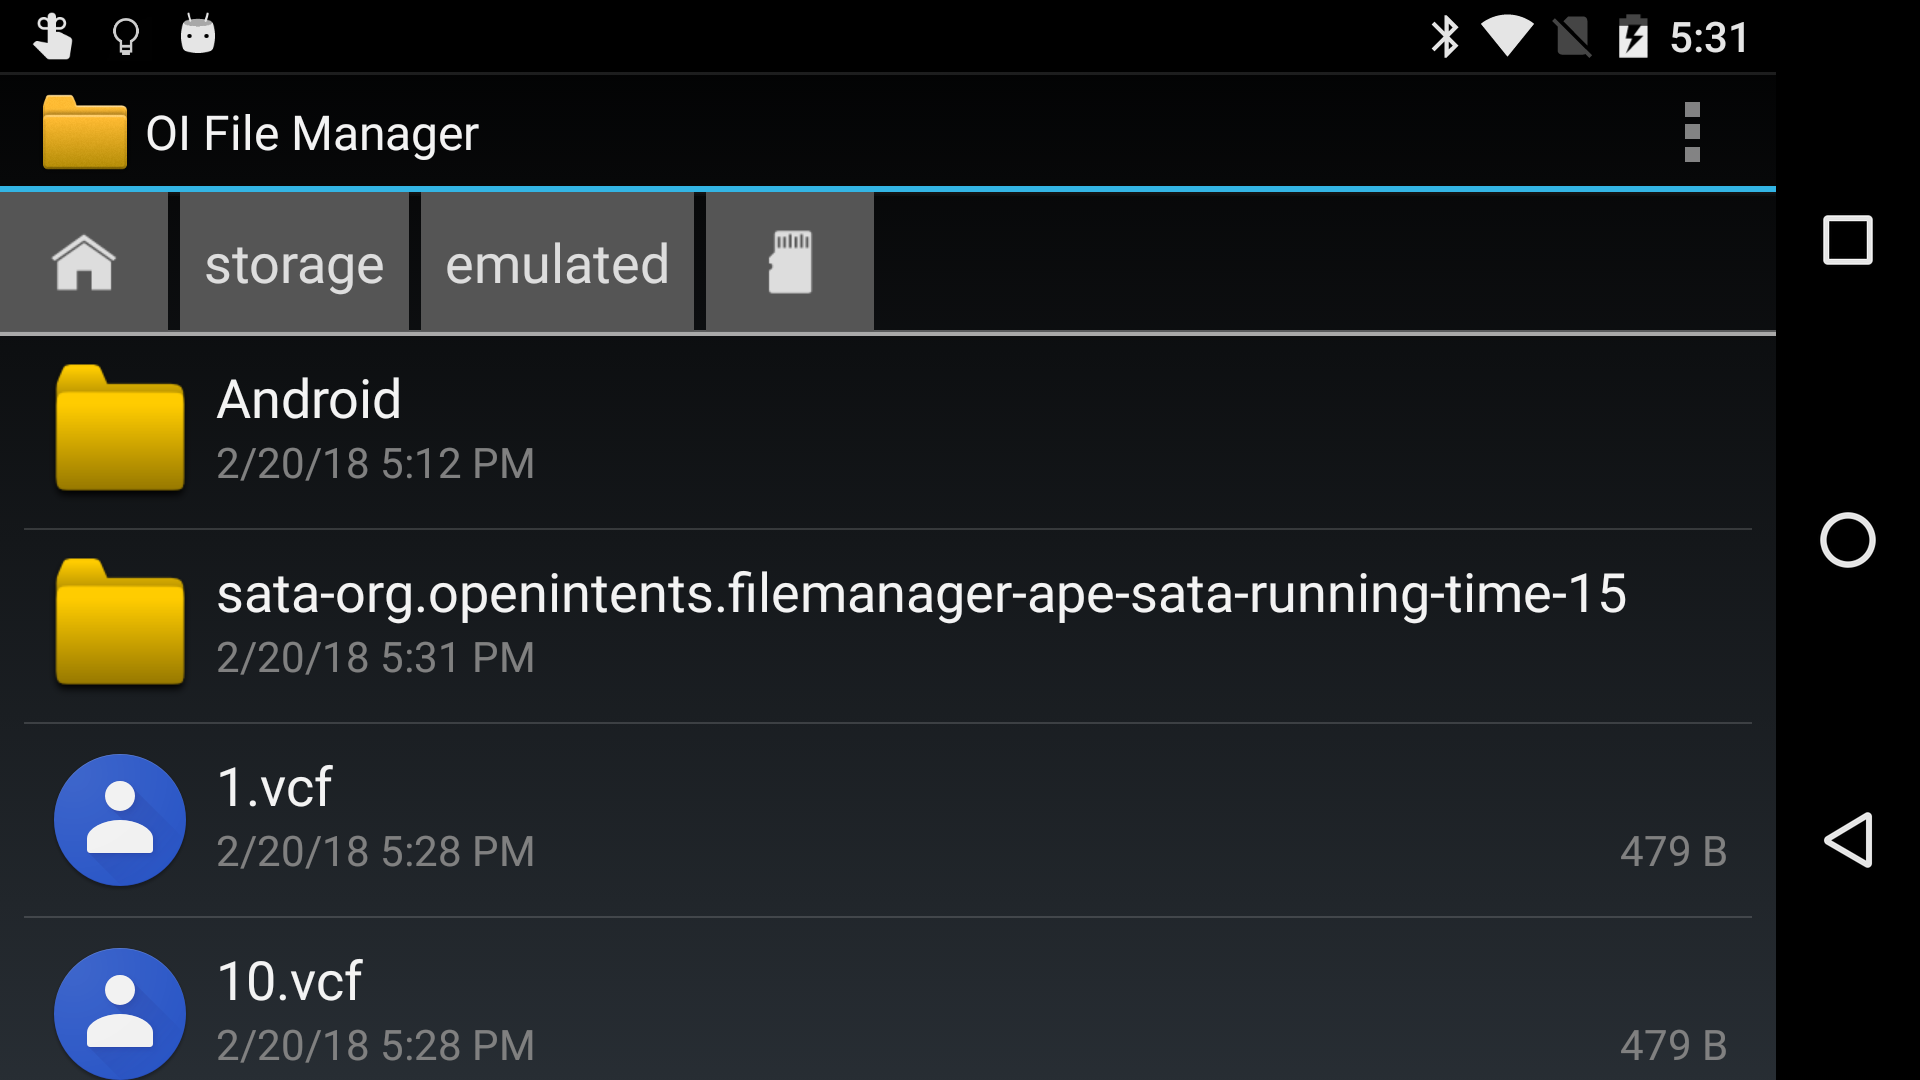 5:31
OI File Manager
storage
emulated
Android
2/20/18 5:12 PM
sata-org.openintents.filemanager-ape-sata-running-time-15
2/20/18 5:31 PM
1.vcf
2/20/18 5:28 PM
479 B
10.vcf
2/20/18 5:28 PM
479 B